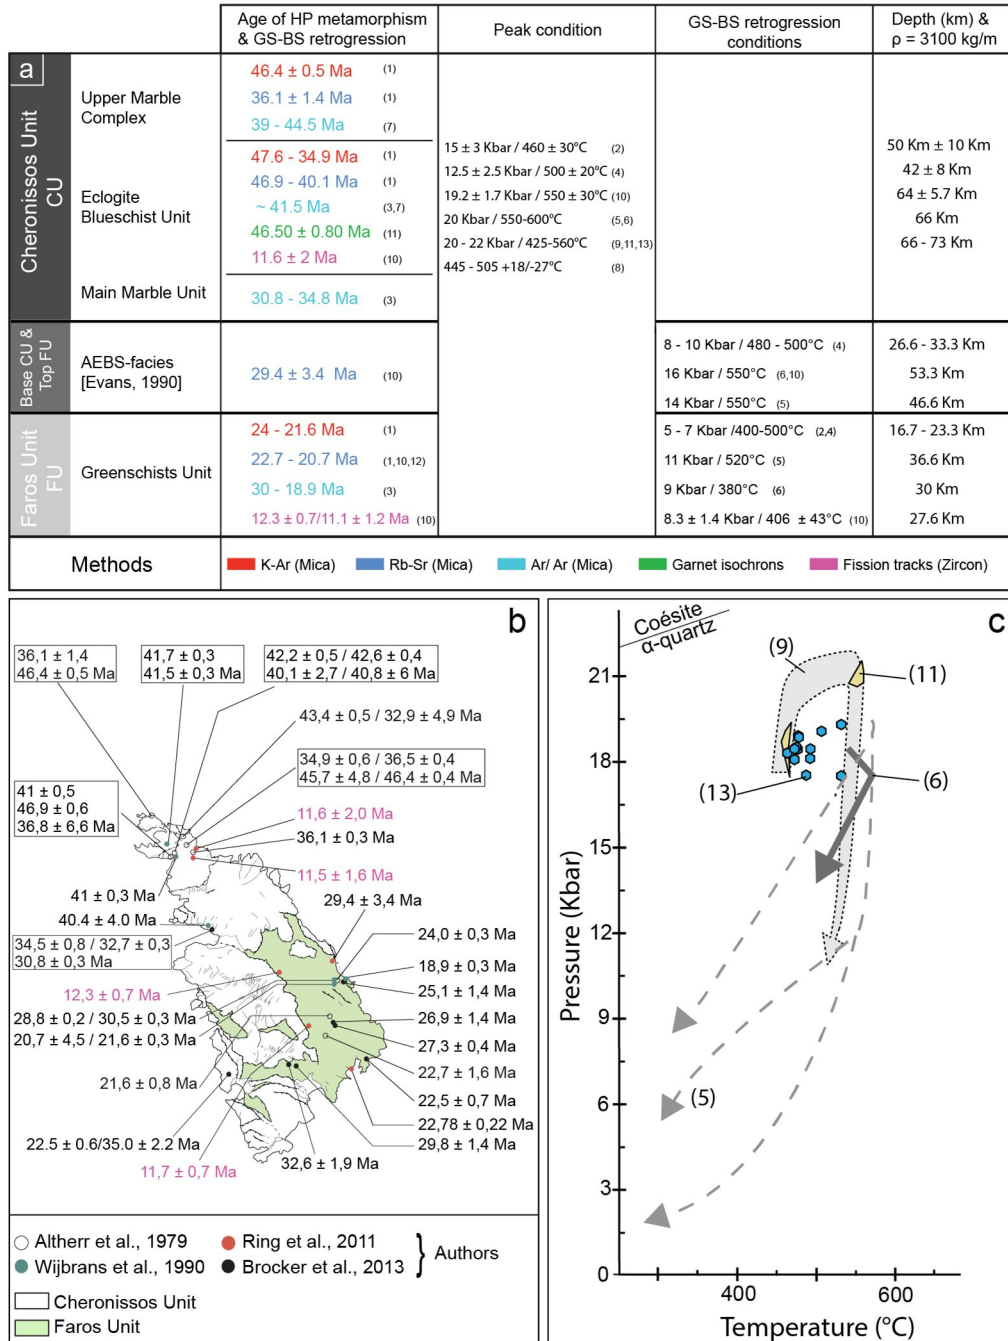 Age of HP metamorphism
& GS-BS retrogression
Peak condition
GS-BS retrogression
conditions
Depth (km) &
ρ = 3100 kg/m
a
Cheronissos Unit
CU
Upper Marble
Complex
46.4 ± 0.5 Ma (1)
36.1 ± 1.4 Ma (1)
39 - 44.5 Ma (7)
Eclogite
Blueschist Unit
47.6 - 34.9 Ma (1)
46.9 - 40.1 Ma (1)
~ 41.5 Ma (3,7)
46.50 ± 0.80 Ma (11)
11.6 ± 2 Ma (10)
Main Marble Unit
30.8 - 34.8 Ma (3)
15 ± 3 Kbar / 460 ± 30°C (2)
12.5 ± 2.5 Kbar / 500 ± 20°C (4)
19.2 ± 1.7 Kbar / 550 ± 30°C (10)
20 Kbar / 550-600°C (5,6)
20 - 22 Kbar / 425-560°C (9,11,13)
445 - 505 +18/-27°C (8)
50 Km ± 10 Km
42 ± 8 Km
64 ± 5.7 Km
66 Km
66 - 73 Km
Base CU &
Top FU
AEBS-facies
[Evans, 1990]
29.4 ± 3.4 Ma (10)
8 - 10 Kbar / 480 - 500°C (4)
16 Kbar / 550°C (6,10)
14 Kbar / 550°C (5)
26.6 - 33.3 Km
53.3 Km
46.6 Km
Faros Unit
FU
Greenschists Unit
24 - 21.6 Ma (1)
22.7 - 20.7 Ma (1,10,12)
30 - 18.9 Ma (3)
12.3 ± 0.7/11.1 ± 1.2 Ma (10)
5 - 7 Kbar /400-500°C (2,4)
11 Kbar / 520°C (5)
9 Kbar / 380°C (6)
8.3 ± 1.4 Kbar / 406 ± 43°C (10)
16.7 - 23.3 Km
36.6 Km
30 Km
27.6 Km
Methods
K-Ar (Mica)
Rb-Sr (Mica)
Ar/ Ar (Mica)
Garnet isochrons
Fission tracks (Zircon)
b
36,1 ± 1,4
46,4 ± 0,5 Ma
41,7 ± 0,3
41,5 ± 0,3 Ma
42,2 ± 0,5 / 42,6 ± 0,4
40,1 ± 2,7 / 40,8 ± 6 Ma
43,4 ± 0,5 / 32,9 ± 4,9 Ma
34,9 ± 0,6 / 36,5 ± 0,4
45,7 ± 4,8 / 46,4 ± 0,4 Ma
41 ± 0,5
46,9 ± 0,6
36,8 ± 6,6 Ma
11,6 ± 2,0 Ma
36,1 ± 0,3 Ma
11,5 ± 1,6 Ma
41 ± 0,3 Ma
29,4 ± 3,4 Ma
40.4 ± 4.0 Ma
34,5 ± 0,8 / 32,7 ± 0,3
30,8 ± 0,3 Ma
24,0 ± 0,3 Ma
18,9 ± 0,3 Ma
12,3 ± 0,7 Ma
25,1 ± 1,4 Ma
28,8 ± 0,2 / 30,5 ± 0,3 Ma
26,9 ± 1,4 Ma
20,7 ± 4,5 / 21,6 ± 0,3 Ma
27,3 ± 0,4 Ma
22,7 ± 1,6 Ma
21,6 ± 0,8 Ma
22,5 ± 0,7 Ma
22,78 ± 0,22 Ma
22.5 ± 0.6/35.0 ± 2.2 Ma
29,8 ± 1,4 Ma
32,6 ± 1,9 Ma
11,7 ± 0,7 Ma
Altherr et al., 1979
Ring et al., 2011
Wijbrans et al., 1990
Brocker et al., 2013
Authors
Cheronissos Unit
Faros Unit
c
Coésite
α-quartz
(9)
(11)
(13)
(6)
(5)
21
18
15
12
9
6
3
0
Pressure (Kbar)
400
600
Temperature (°C)